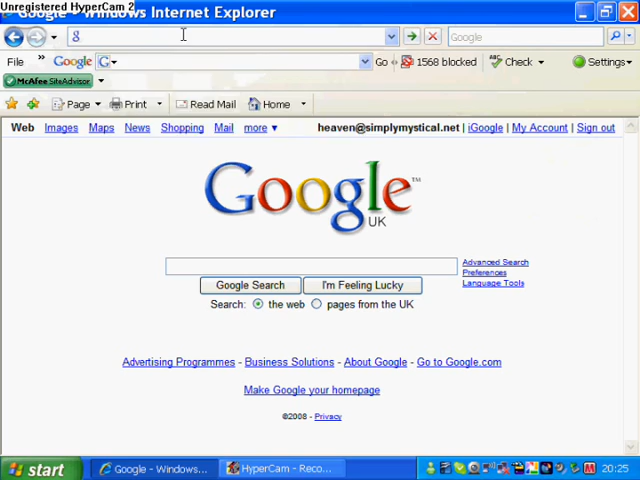 Unregistered HyperCam 2
Google - Windows Internet Explorer
Google
File » Google G Go 1568 blocked ABC Check » Settings
McAfee SiteAdvisor
Page Print Read Mail Home »
Web Images Maps News Shopping Mail more ▼ heaven@simplymystical.net | iGoogle | My Account | Sign out
Google™
UK
Advanced Search
Preferences
Language Tools
Google Search I'm Feeling Lucky
Search: the web pages from the UK
Advertising Programmes - Business Solutions - About Google - Go to Google.com
Make Google your homepage
©2008 - Privacy
start Google - Windows... HyperCam - Reco... 20:25